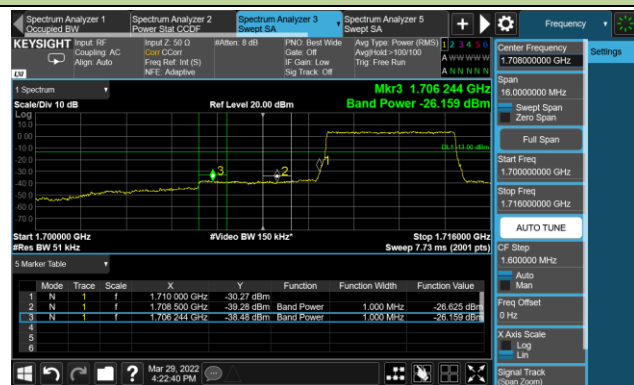 Spectrum Analyzer 1
Occupied BW
Spectrum Analyzer 2
Power Stat CCDF
Spectrum Analyzer 3
Swept SA
Spectrum Analyzer 4
Swept SA
Frequency
KEYSIGHT
Input: RF
Coupling: AC
Align: Auto
Input Z: 50 Ω
Corr CCorr
Freq Ref: Int (S)
NFE: Adaptive
#Atten: 8 dB
PNO: Best Wide
Gate: Off
IF Gain: Low
Sig Track: Off
Avg Type: Power (RMS)
Avg|Hold >100/100
Trig: Free Run
1 2 3 4 5 6
A W W W W W
A N N N N N
1 Spectrum
Scale/Div 10 dB
Ref Level 20.00 dBm
Mkr3 1.706 244 GHz
Band Power -26.159 dBm
Log
10.0
0.00
-10.0
-20.0
-30.0
-40.0
-50.0
-60.0
-70.0
DL1 -13.00 dBm
3
2
1
Start 1.700000 GHz
#Res BW 51 kHz
#Video BW 150 kHz*
Stop 1.716000 GHz
Sweep 7.73 ms (2001 pts)
5 Marker Table
Mode Trace Scale X Y Function Function Width Function Value
1 N 1 f 1.710 000 GHz -30.27 dBm
2 N 1 f 1.708 500 GHz -39.28 dBm Band Power 1.000 MHz -26.625 dBm
3 N 1 f 1.706 244 GHz -38.48 dBm Band Power 1.000 MHz -26.159 dBm
4
5
6
Mar 29, 2022
4:22:40 PM
Center Frequency
1.708000000 GHz
Settings
Span
16.0000000 MHz
Swept Span
Zero Span
Full Span
Start Freq
1.700000000 GHz
Stop Freq
1.716000000 GHz
AUTO TUNE
CF Step
1.600000 MHz
Auto
Man
Freq Offset
0 Hz
X Axis Scale
Log
Lin
Signal Track
(Span Zoom)